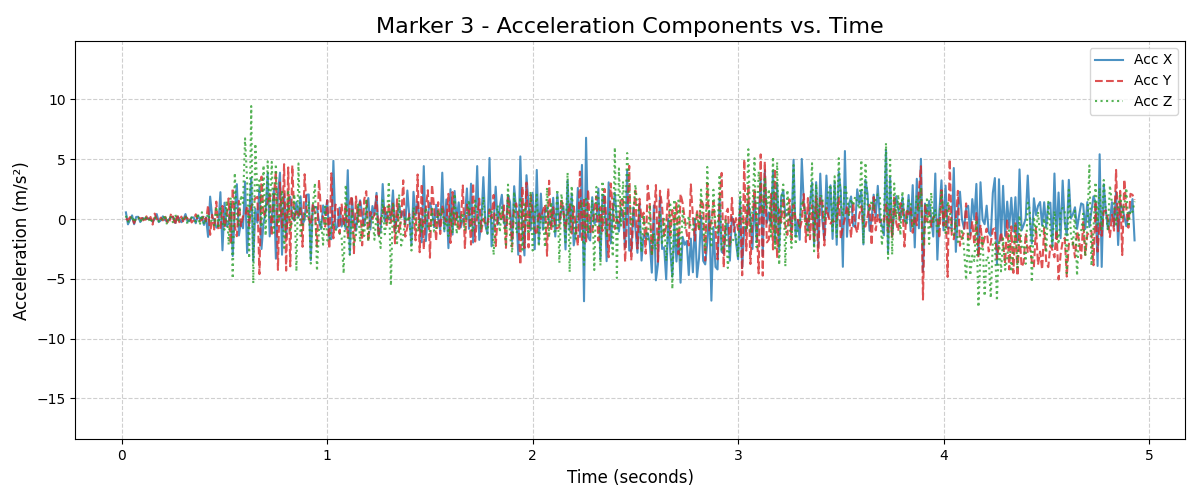 Marker 3 - Acceleration Components vs. Time
Acceleration (m/s²)
10
5
0
−5
−10
−15
Acc X
Acc Y
Acc Z
0
1
2
3
4
5
Time (seconds)